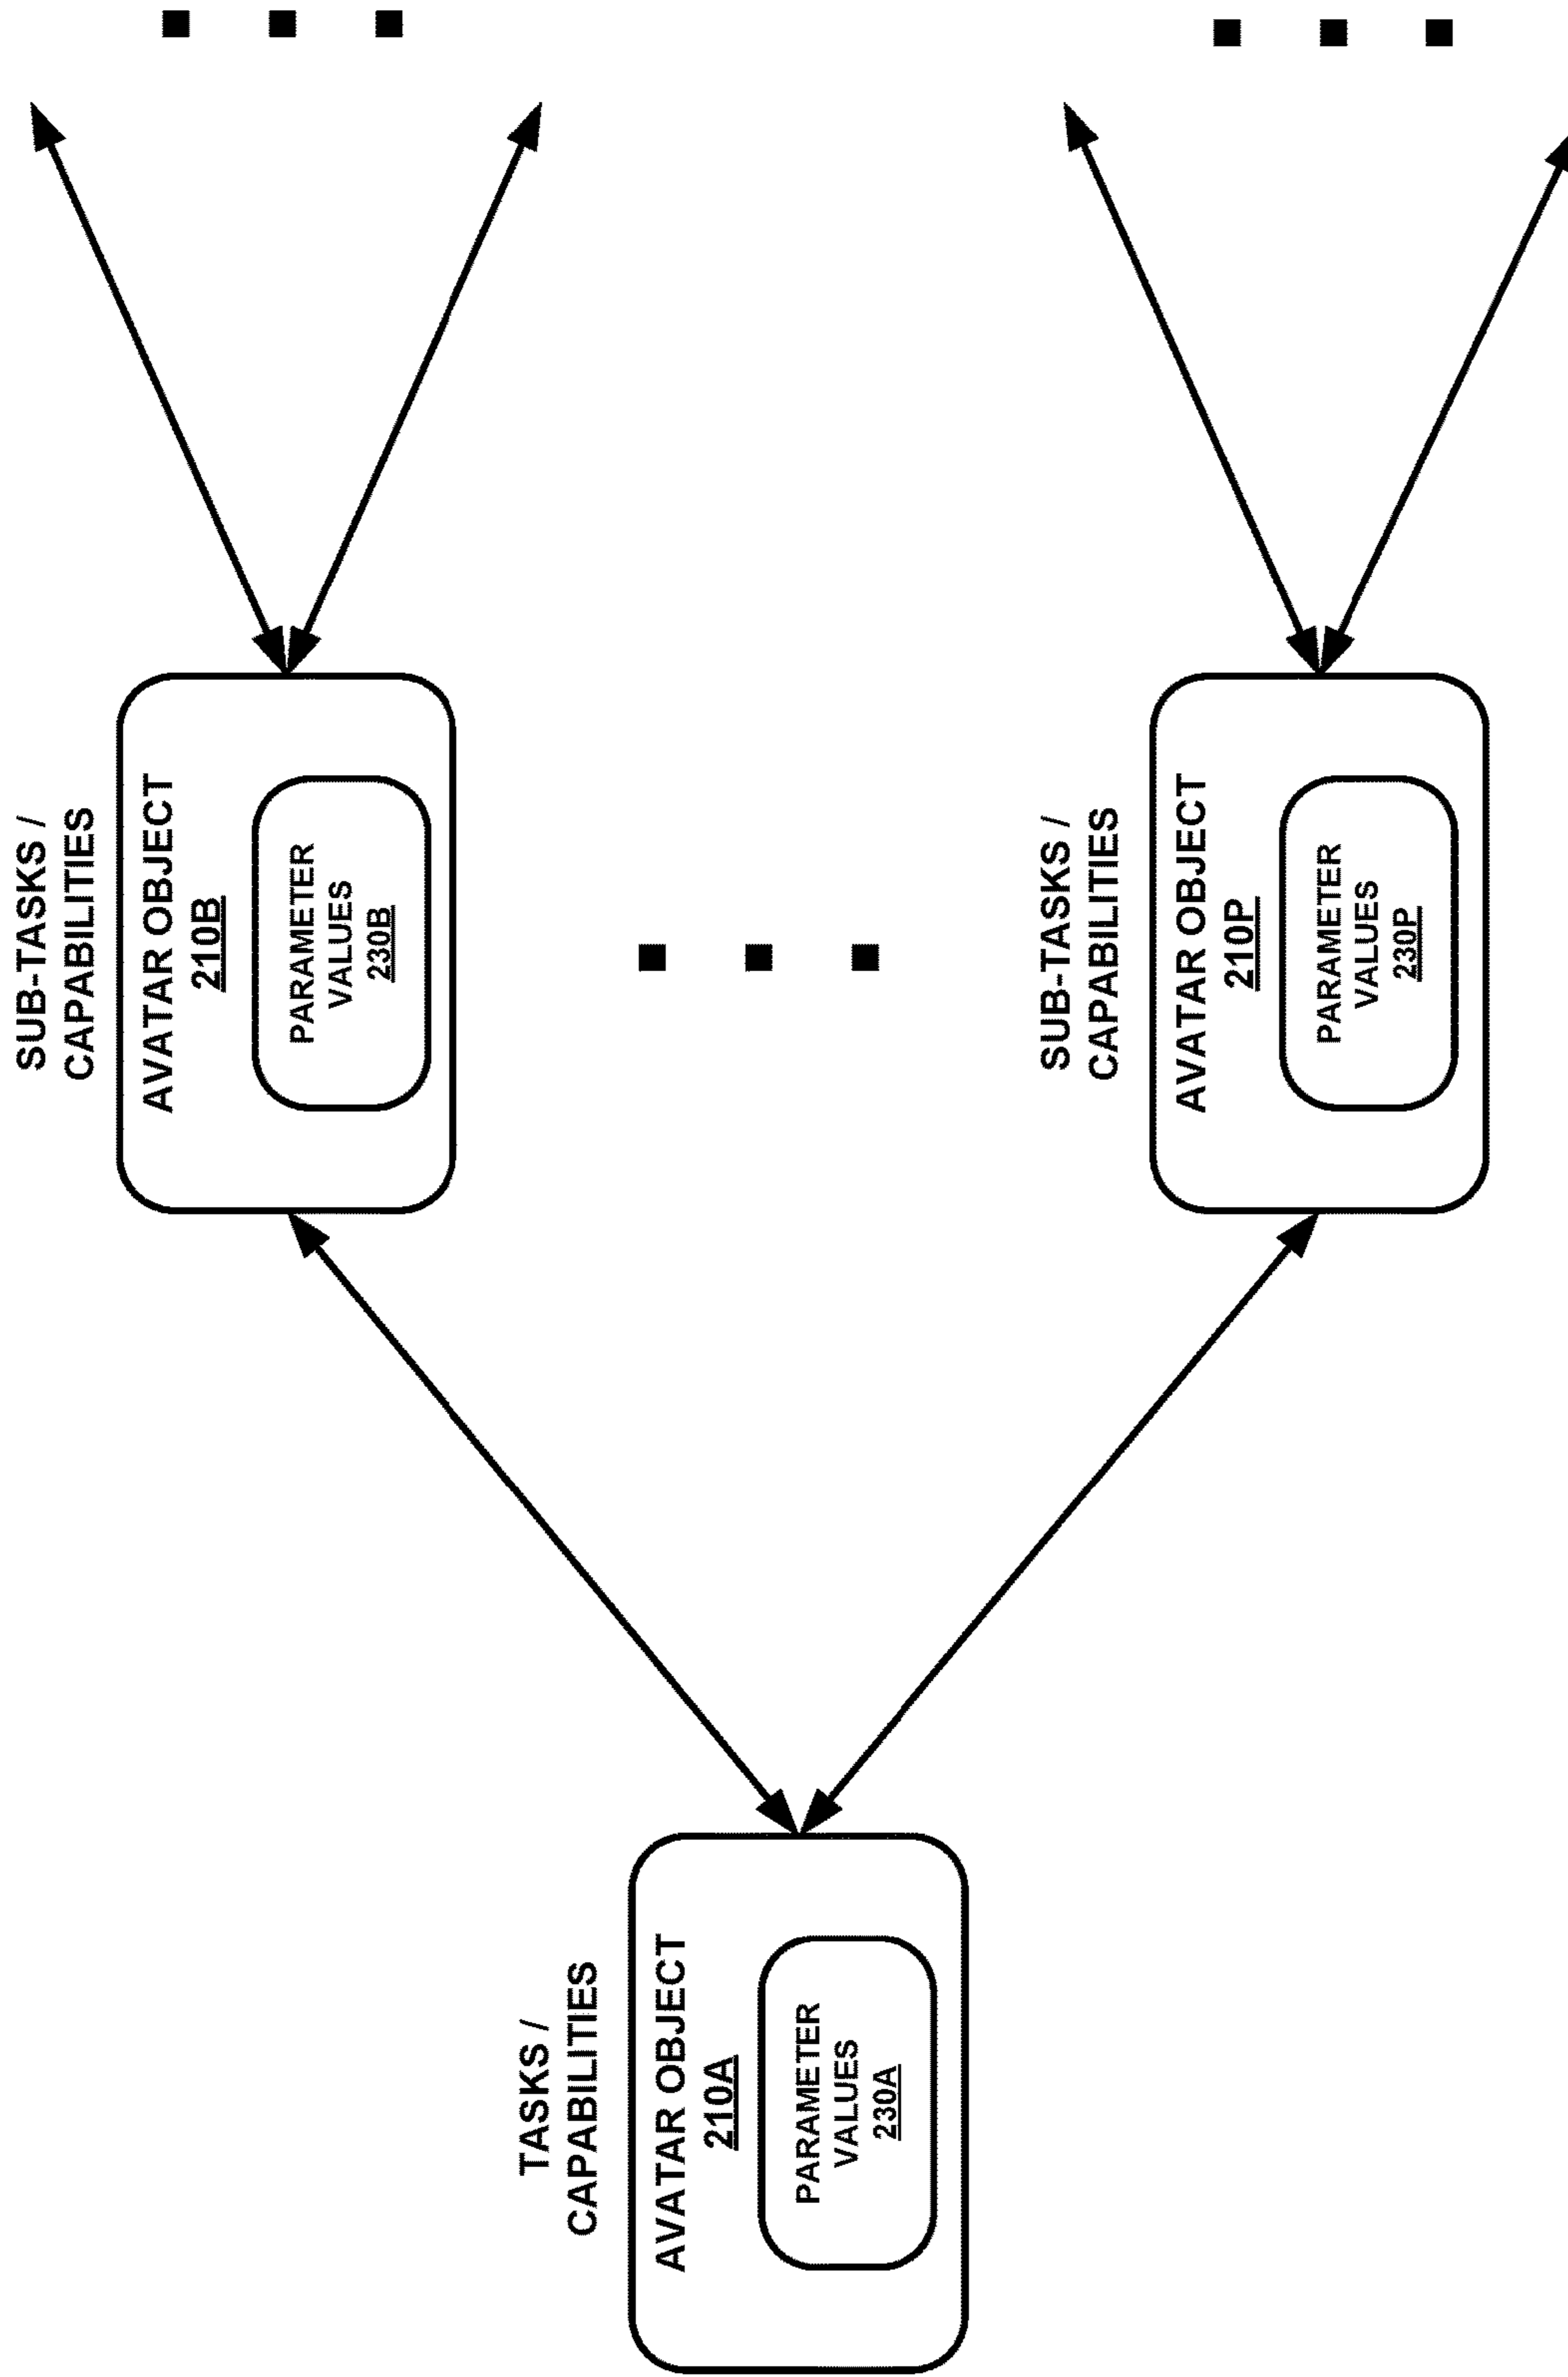 TASKS /
CAPABILITIES
AVATAR OBJECT
210A
PARAMETER
VALUES
230A
SUB-TASKS /
CAPABILITIES
AVATAR OBJECT
210B
PARAMETER
VALUES
230B
SUB-TASKS /
CAPABILITIES
AVATAR OBJECT
210P
PARAMETER
VALUES
230P